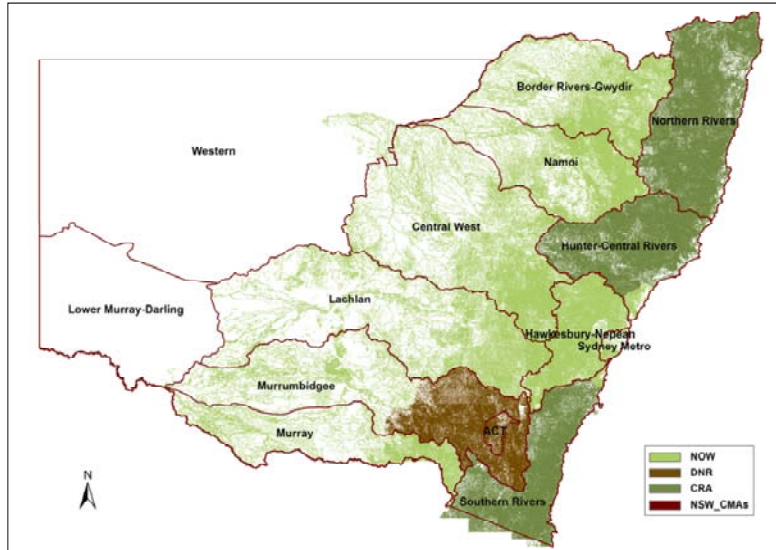 Border Rivers-Gwydir
Northern Rivers
Western
Namoi
Central West
Hunter-Central Rivers
Lachlan
Lower Murray-Darling
Hawkesbury-Nepean
Sydney Metro
Murrumbidgee
Murray
ACT
Southern Rivers
N
NOW
DNR
CRA
NSW_CMAs